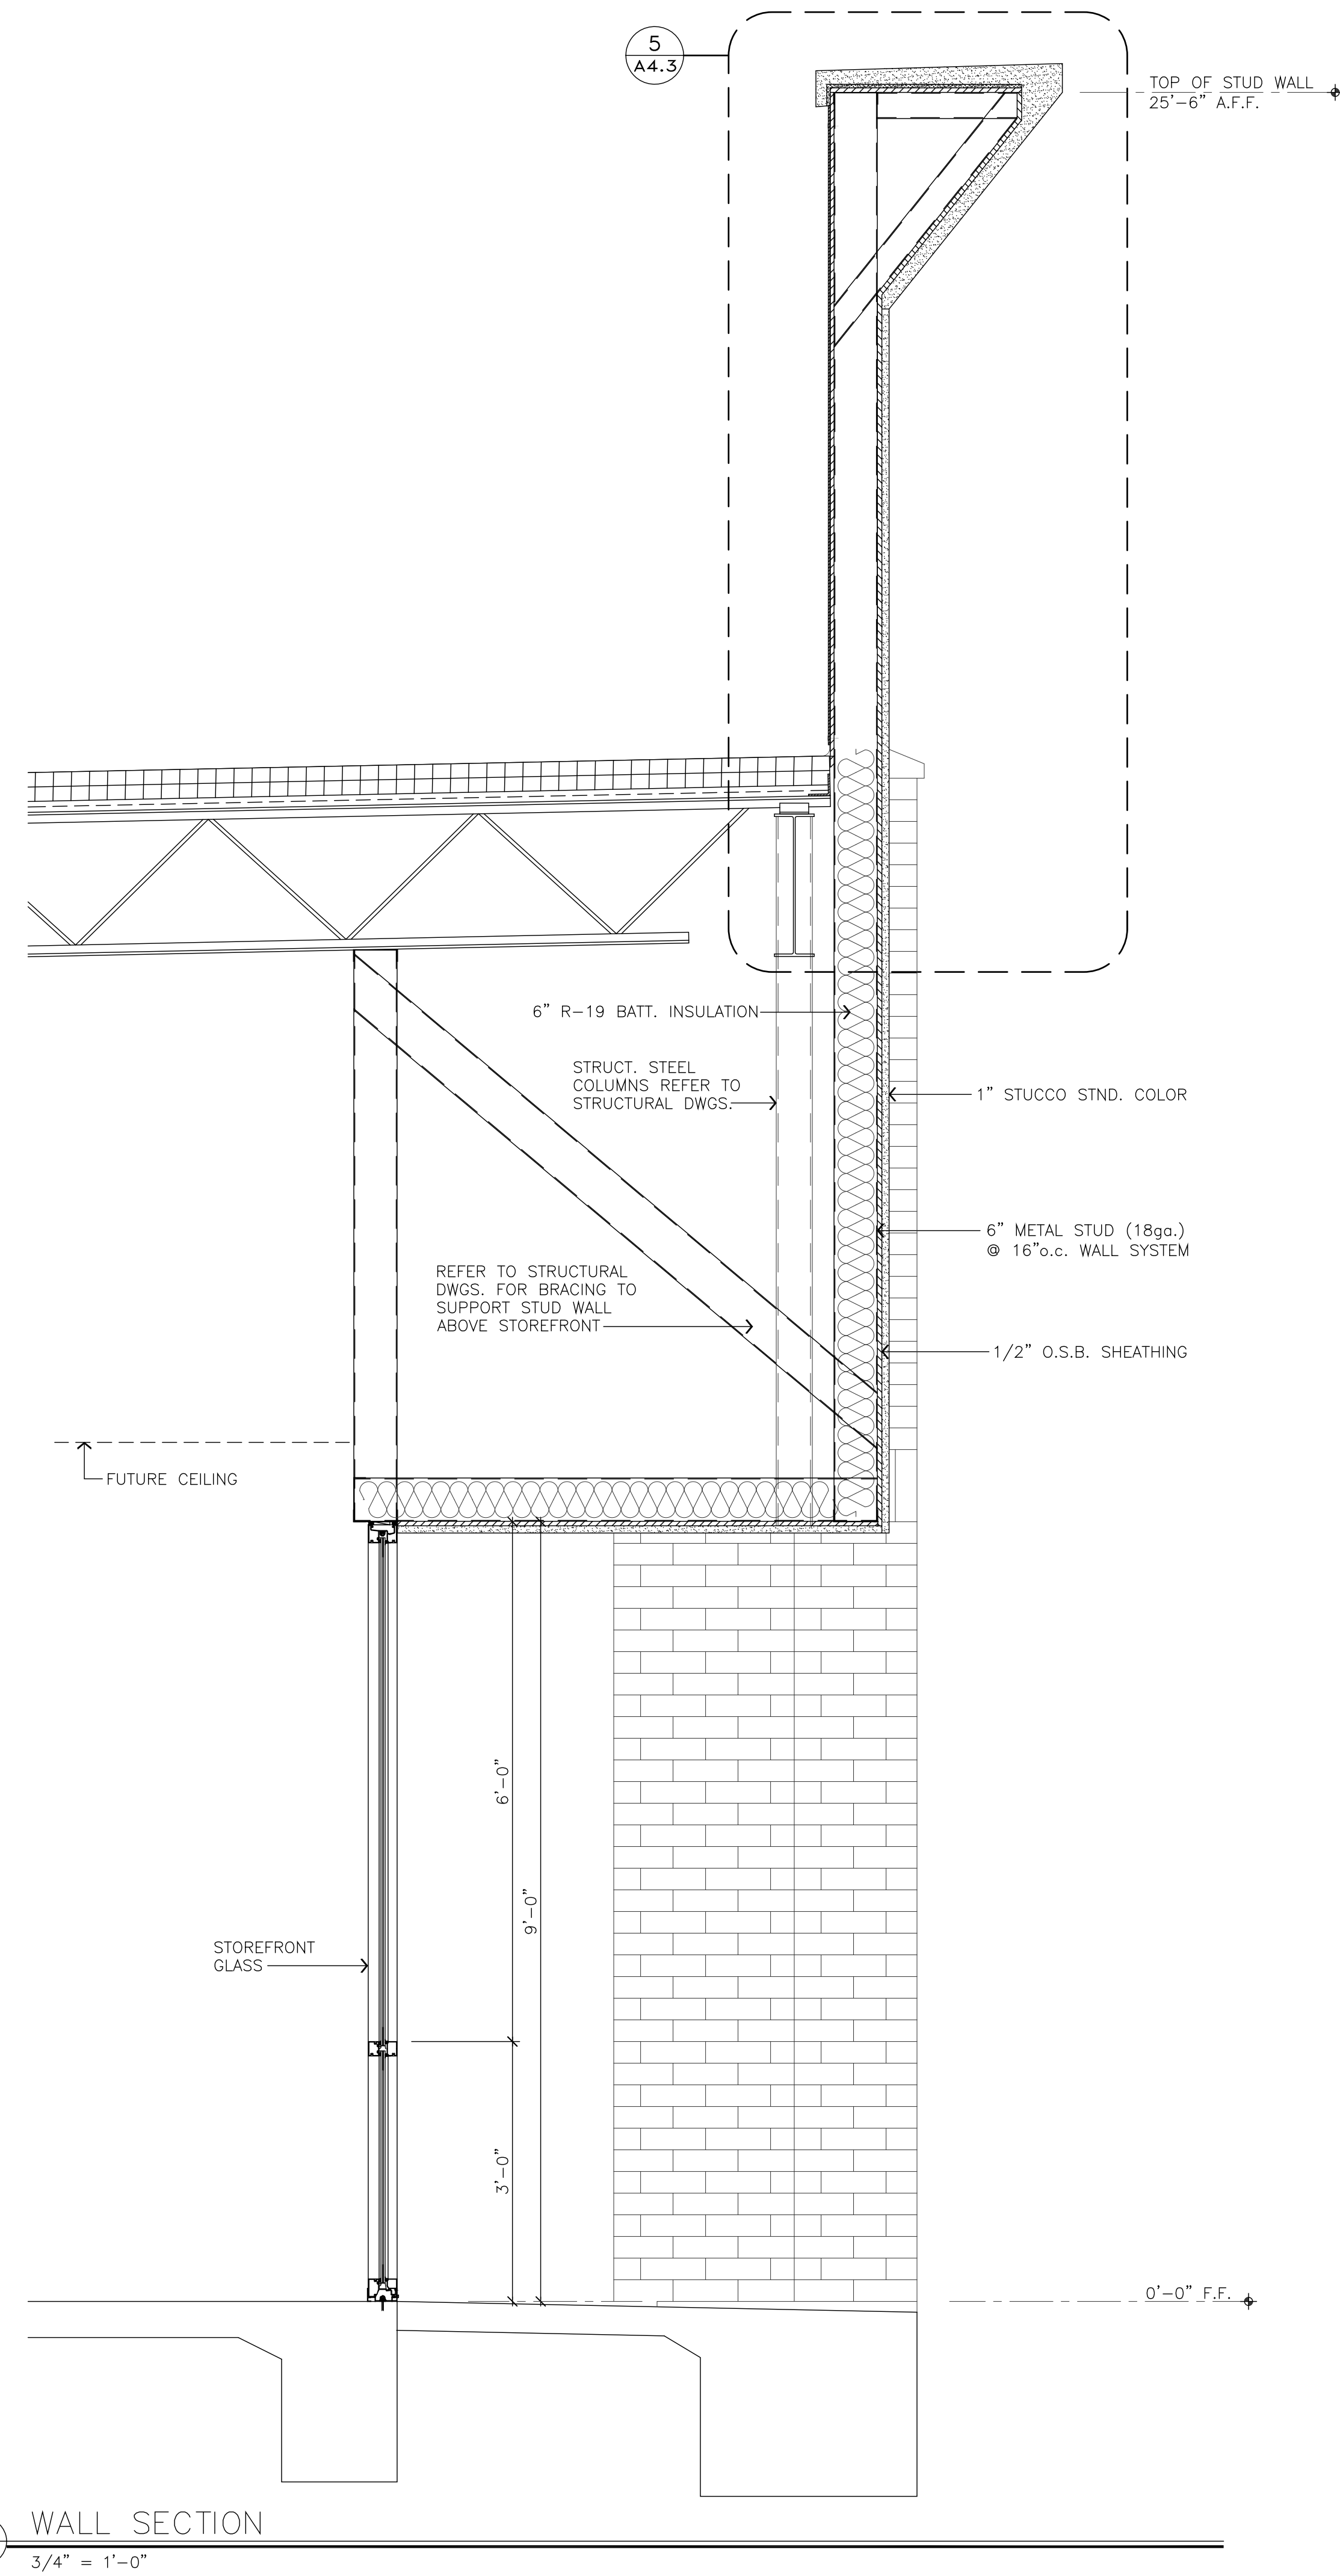 5
A4.3
TOP OF STUD WALL
25'-6" A.F.F.
6" R-19 BATT. INSULATION
STRUCT. STEEL
COLUMNS REFER TO
STRUCTURAL DWGS.
1" STUCCO STND. COLOR
6" METAL STUD (18ga.)
@ 16"o.c. WALL SYSTEM
REFER TO STRUCTURAL
DWGS. FOR BRACING TO
SUPPORT STUD WALL
ABOVE STOREFRONT
1/2" O.S.B. SHEATHING
FUTURE CEILING
6'-0"
9'-0"
STOREFRONT
GLASS
3'-0"
0'-0" F.F.
WALL SECTION
3/4" = 1'-0"